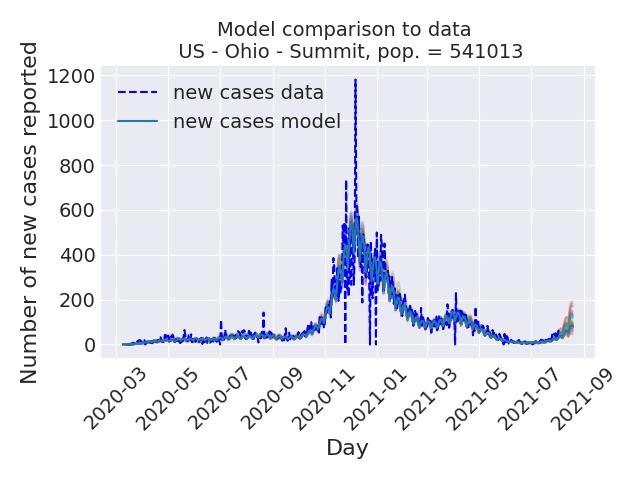 Model comparison to data
US - Ohio - Summit, pop. = 541013
Number of new cases reported
1200
1000
800
600
400
200
0
new cases data
new cases model
2020-03
2020-05
2020-07
2020-09
2020-11
2021-01
2021-03
2021-05
2021-07
2021-09
Day